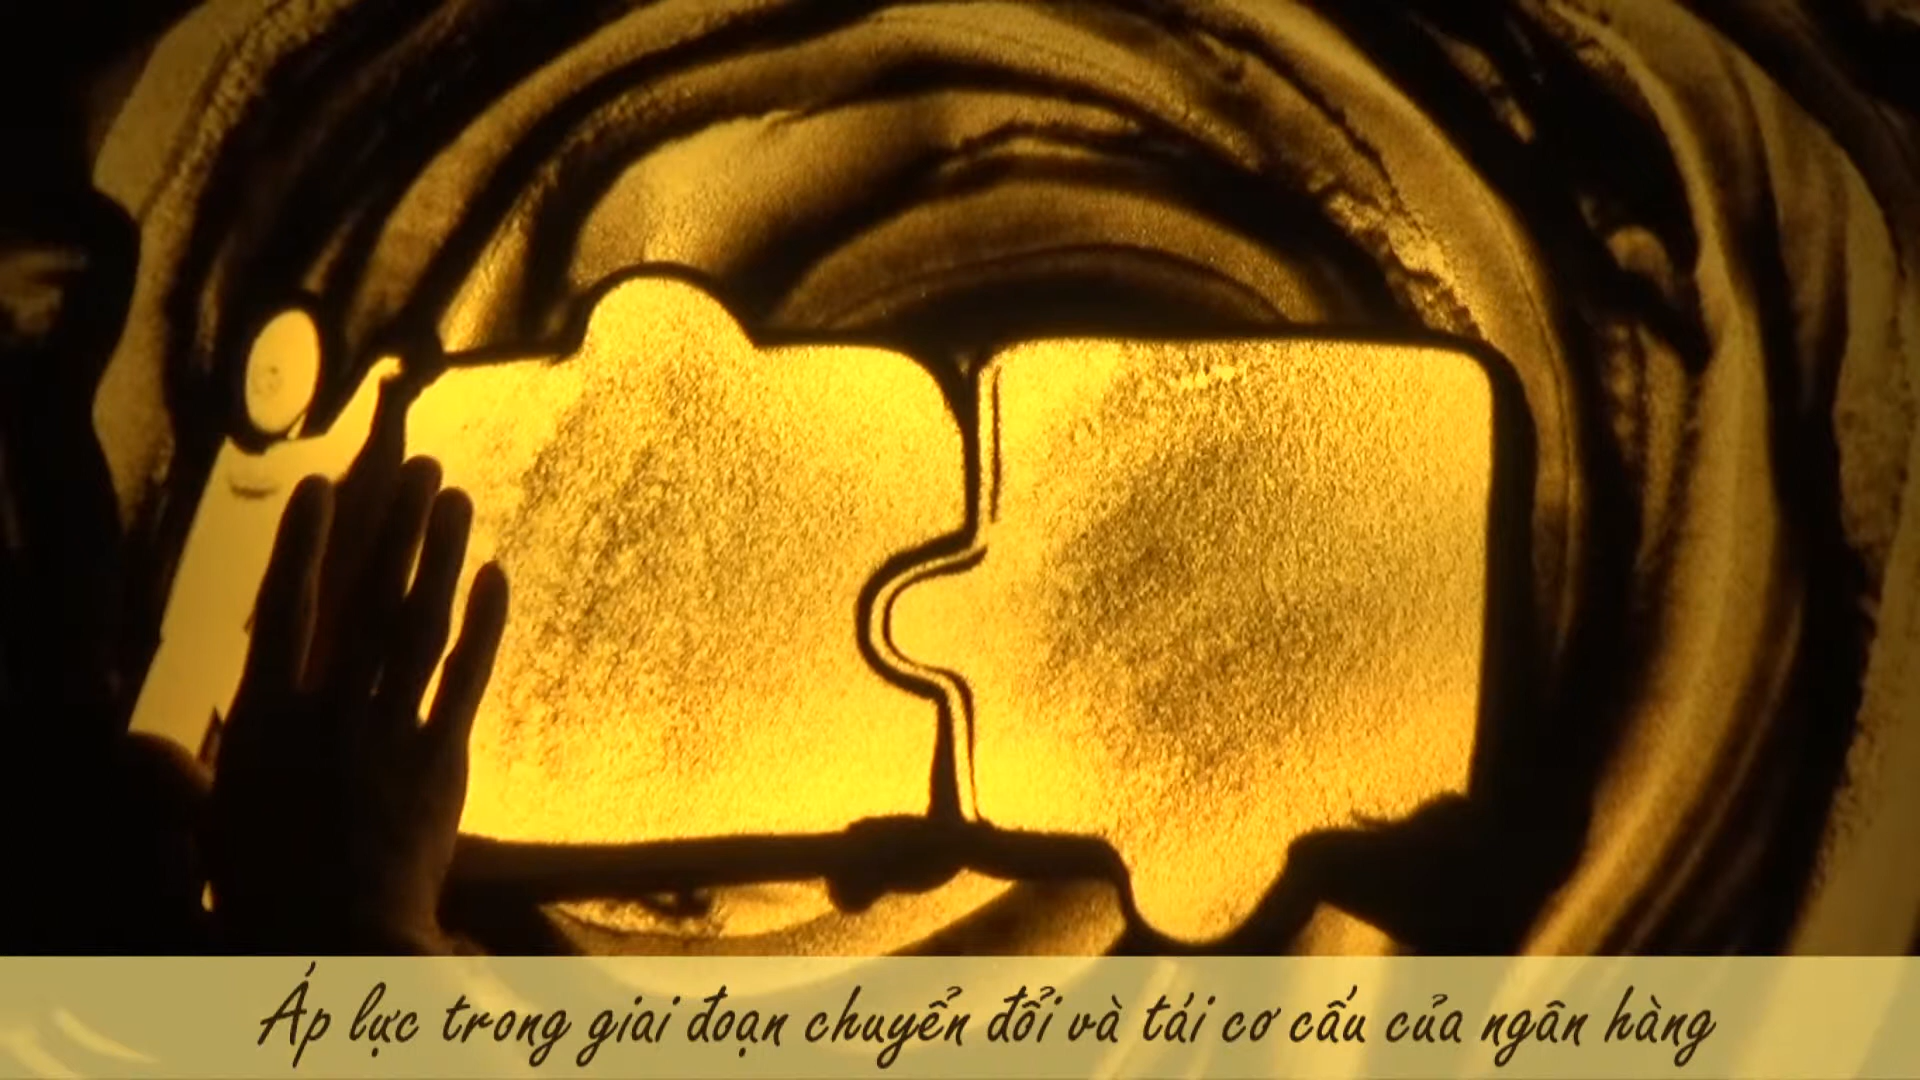 Áp lực trong giai đoạn chuyển đổi và tái cơ cấu của ngân hàng